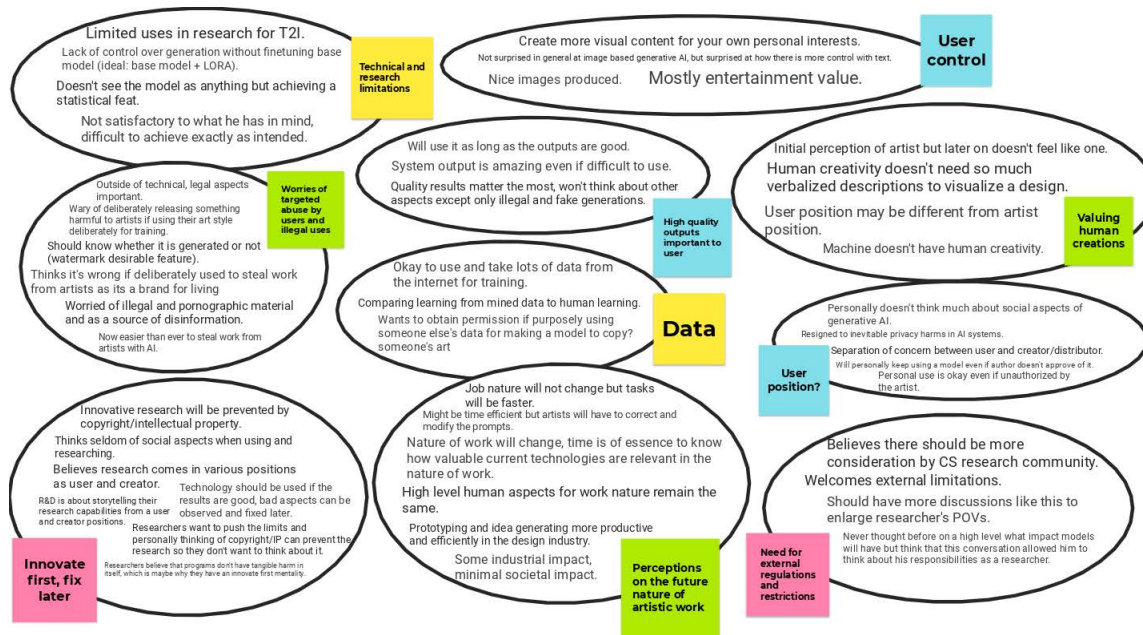 Limited uses in research for T2I.
Lack of control over generation without finetuning base
model (ideal: base model + LORA).
Doesn't see the model as anything but achieving a
statistical feat.
Not satisfactory to what he has in mind,
difficult to achieve exactly as intended.
Technical and
research
limitations
Create more visual content for your own personal interests.
Not surprised in general at image based generative AI, but surprised at how there is more control with text.
Nice images produced.
Mostly entertainment value.
User
control
Outside of technical, legal aspects
important.
Wary of deliberately releasing something
harmful to artists if using their art style
deliberately for training.
Should know whether it is generated or not
(watermark desirable feature).
Thinks it's wrong if deliberately used to steal work
from artists as its a brand for living
Worried of illegal and pornographic material
and as a source of disinformation.
Now easier than ever to steal work from
artists with AI.
Worries of
targeted
abuse by
users and
illegal uses
Will use it as long as the outputs are good.
System output is amazing even if difficult to use.
Quality results matter the most, won't think about other
aspects except only illegal and fake generations.
High quality
outputs
important to
user
Initial perception of artist but later on doesn't feel like one.
Human creativity doesn't need so much
verbalized descriptions to visualize a design.
User position may be different from artist
position.
Machine doesn't have human creativity.
Valuing
human
creations
Okay to use and take lots of data from
the internet for training.
Comparing learning from mined data to human learning.
Wants to obtain permission if purposely using
someone else's data for making a model to copy?
someone's art
Data
Personally doesn't think much about social aspects of
generative AI.
Resigned to inevitable privacy harms in AI systems.
Separation of concern between user and creator/distributor.
Will personally keep using a model even if author doesn't approve of it.
Personal use is okay even if unauthorized by
the artist.
User
position?
Innovative research will be prevented by
copyright/intellectual property.
Thinks seldom of social aspects when using and
researching.
Believes research comes in various positions
as user and creator.
Technology should be used if the
results are good, bad aspects can be
observed and fixed later.
R&D is about storytelling their
research capabilities from a user
and creator positions.
Researchers want to push the limits and
personally thinking of copyright/IP can prevent the
research so they don't want to think about it.
Researchers believe that programs don't have tangible harm in
itself, which is maybe why they have an innovate first mentality.
Innovate
first, fix
later
Job nature will not change but tasks
will be faster.
Might be time efficient but artists will have to correct and
modify the prompts.
Nature of work will change, time is of essence to know
how valuable current technologies are relevant in the
nature of work.
High level human aspects for work nature remain the
same.
Prototyping and idea generating more productive
and efficiently in the design industry.
Some industrial impact,
minimal societal impact.
Perceptions
on the future
nature of
artistic work
Believes there should be more
consideration by CS research community.
Welcomes external limitations.
Should have more discussions like this to
enlarge researcher's POVs.
Never thought before on a high level what impact models
will have but think that this conversation allowed him to
think about his responsibilities as a researcher.
Need for
external
regulations
and
restrictions